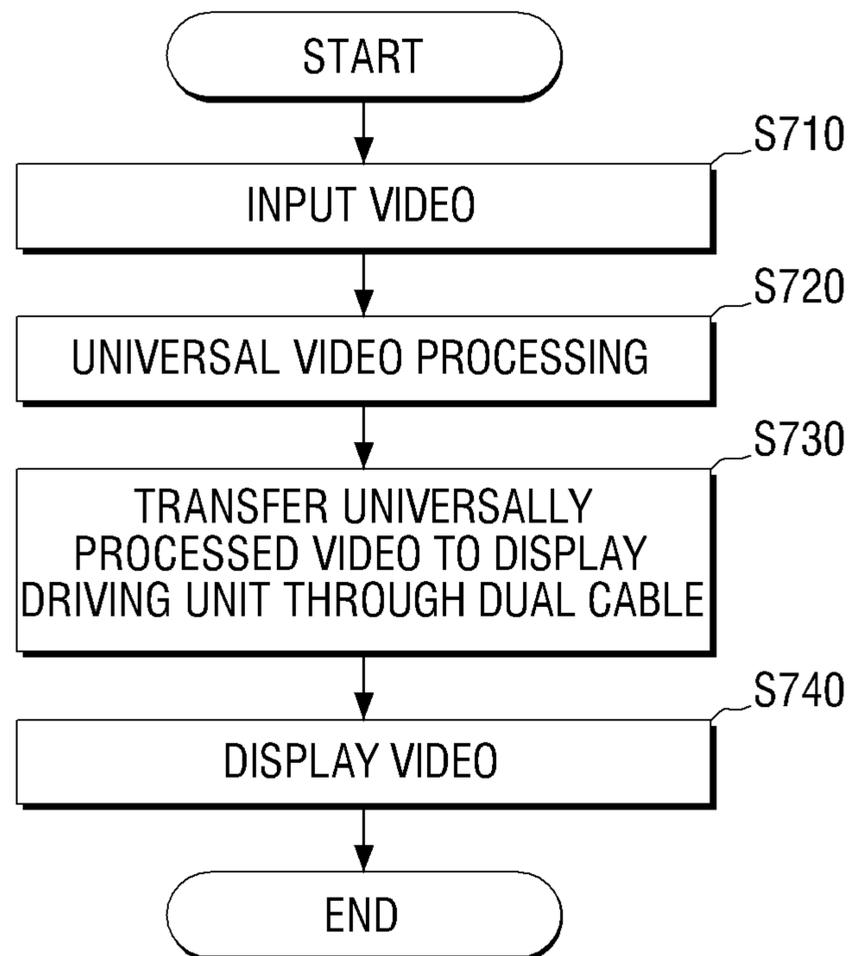 START
S710
INPUT VIDEO
S720
UNIVERSAL VIDEO PROCESSING
S730
TRANSFER UNIVERSALLY
PROCESSED VIDEO TO DISPLAY
DRIVING UNIT THROUGH DUAL CABLE
S740
DISPLAY VIDEO
END